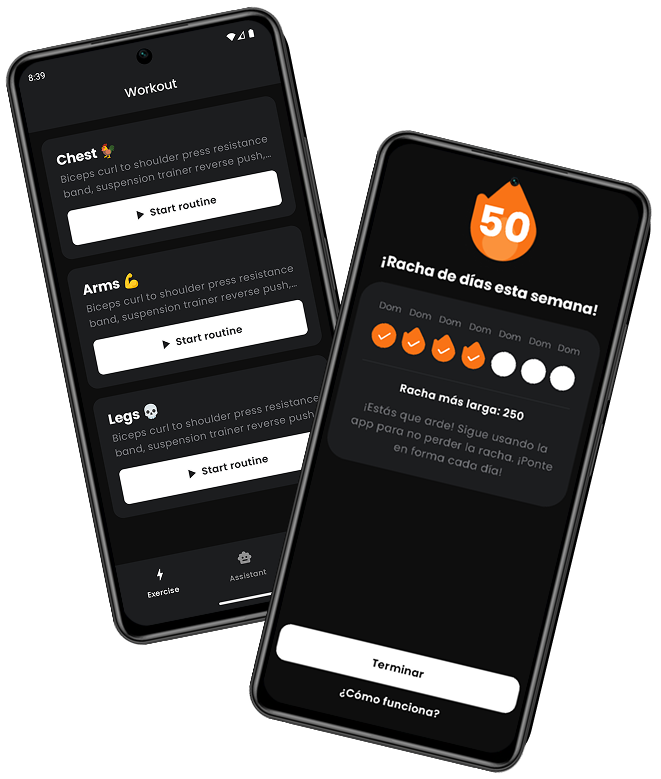 8:39
Workout
Chest 🐓
Biceps curl to shoulder press resistance
band, suspension trainer reverse push,...
Start routine
Arms 💪
Biceps curl to shoulder press resistance
band, suspension trainer reverse push,...
Start routine
Legs 💀
Biceps curl to shoulder press resistance
band, suspension trainer reverse push
Start routine
Exercise
Assistant
50
¡Racha de días esta semana!
Dom Dom Dom Dom Dom Dom Dom
Racha más larga: 250
¡Estás que arde! Sigue usando la
app para no perder la racha. ¡Ponte
en forma cada día!
Terminar
¿Cómo funciona?